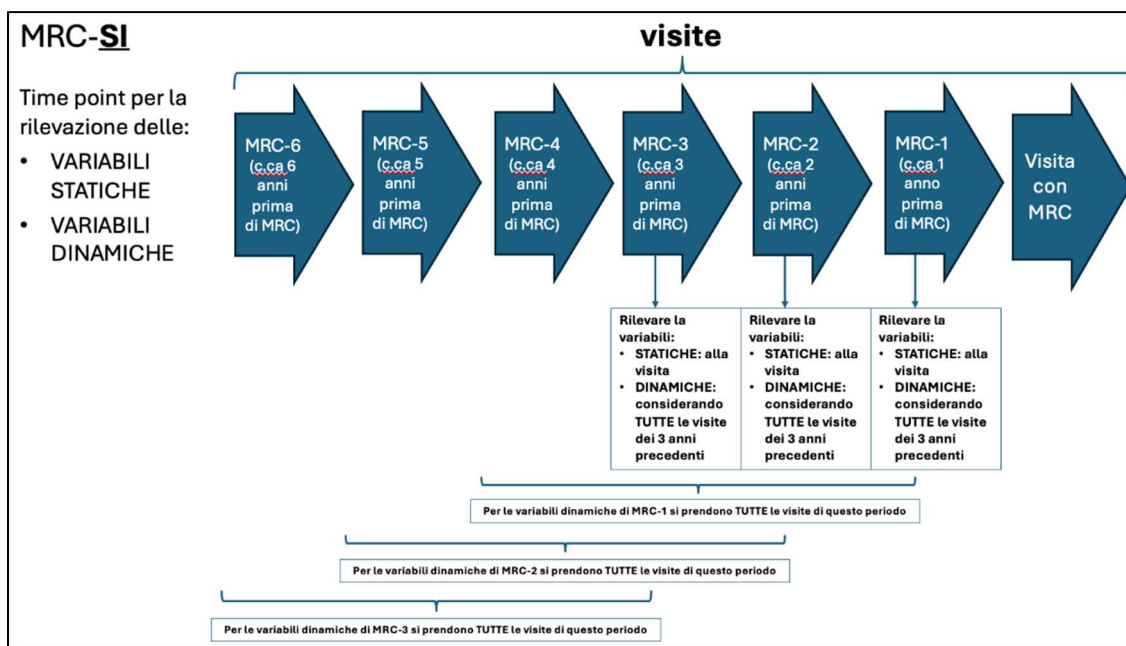 MRC-SI
visite
Time point per la
rilevazione delle:
• VARIABILI
STATICHE
• VARIABILI
DINAMICHE
MRC-6
(c.ca 6
anni
prima
di MRC)
MRC-5
(c.ca 5
anni
prima
di MRC)
MRC-4
(c.ca 4
anni
prima
di MRC)
MRC-3
(c.ca 3
anni
prima
di MRC)
MRC-2
(c.ca 2
anni
prima
di MRC)
MRC-1
(c.ca 1
anno
prima
di MRC)
Visita
con
MRC
Rilevare la
variabili:
• STATICHE: alla
visita
• DINAMICHE:
considerando
TUTTE le visite
dei 3 anni
precedenti
Rilevare la
variabili:
• STATICHE: alla
visita
• DINAMICHE:
considerando
TUTTE le visite
dei 3 anni
precedenti
Rilevare la
variabili:
• STATICHE: alla
visita
• DINAMICHE:
considerando
TUTTE le visite
dei 3 anni
precedenti
Per le variabili dinamiche di MRC-1 si prendono TUTTE le visite di questo periodo
Per le variabili dinamiche di MRC-2 si prendono TUTTE le visite di questo periodo
Per le variabili dinamiche di MRC-3 si prendono TUTTE le visite di questo periodo